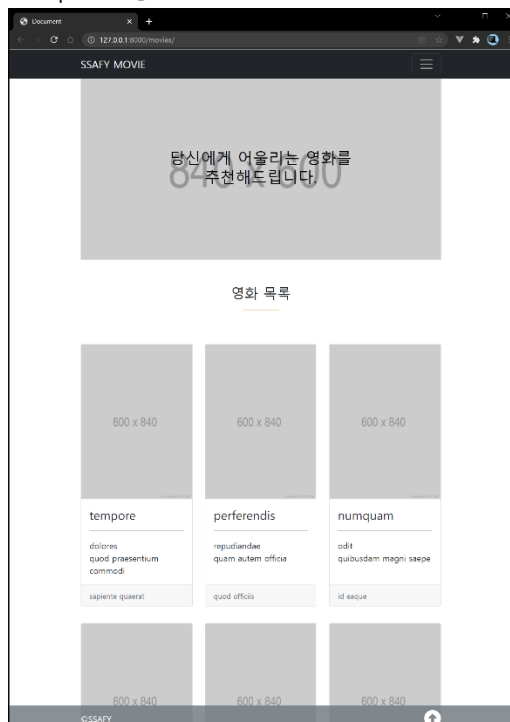 Document
127.0.0.1:8000/movies/
SSAFY MOVIE
840 x 600
당신에게 어울리는 영화를
추천해드립니다.
영화 목록
600 x 840
600 x 840
600 x 840
tempore
perferendis
numquam
dolores
quod praesentium
commodi
repudiandae
quam autem officia
odit
quibusdam magni saepe
sapiente quaerat
quod officiis
id eaque
600 x 840
600 x 840
600 x 840
©SSAFY